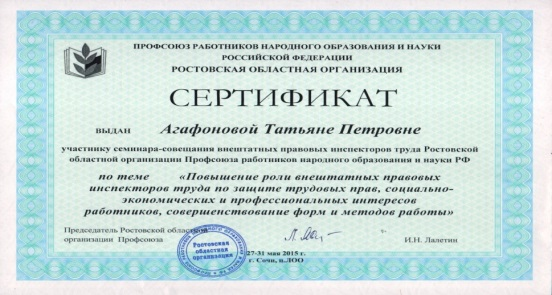 ПРОФСОЮЗ РАБОТНИКОВ НАРОДНОГО ОБРАЗОВАНИЯ И НАУКИ
РОССИЙСКОЙ ФЕДЕРАЦИИ
РОСТОВСКАЯ ОБЛАСТНАЯ ОРГАНИЗАЦИЯ
СЕРТИФИКАТ
ВЫДАН Агафоновой Татьяне Петровне
участнику семинара-совещания внештатных правовых инспекторов труда Ростовской
областной организации Профсоюза работников народного образования и науки РФ
по теме «Повышение роли внештатных правовых
инспекторов труда по защите трудовых прав, социально-
экономических и профессиональных интересов
работников, совершенствование форм и методов работы»
Председатель Ростовской областной
организации Профсоюза
И.Н. Лалетин
Ростовская
областная
организация
27-31 мая 2015 г.
г. Сочи, п.ЛОО